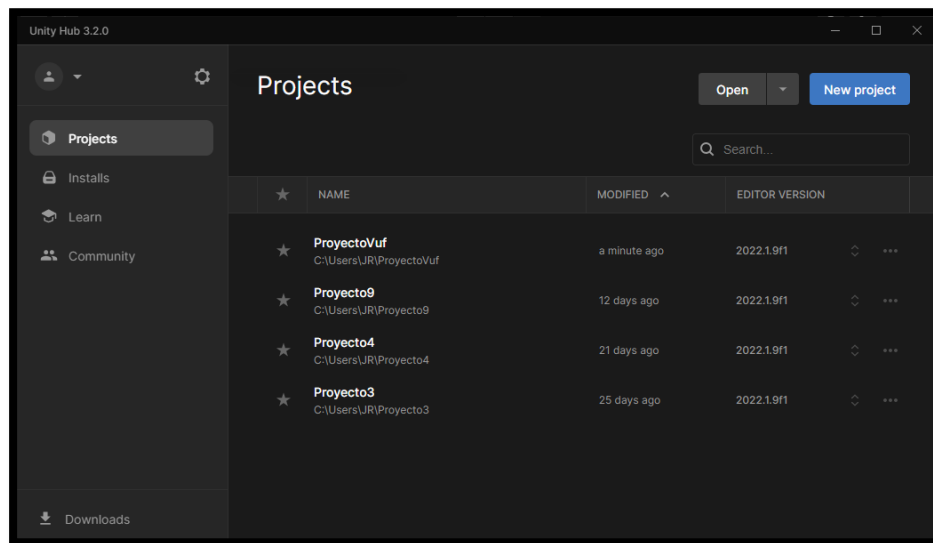 Unity Hub 3.2.0
Projects
Open
New project
Search...
Projects
Installs
Learn
Community
Downloads
NAME MODIFIED EDITOR VERSION
ProyectoVuf
C:\Users\JR\ProyectoVuf
a minute ago 2022.1.9f1
Proyecto9
C:\Users\JR\Proyecto9
12 days ago 2022.1.9f1
Proyecto4
C:\Users\JR\Proyecto4
21 days ago 2022.1.9f1
Proyecto3
C:\Users\JR\Proyecto3
25 days ago 2022.1.9f1